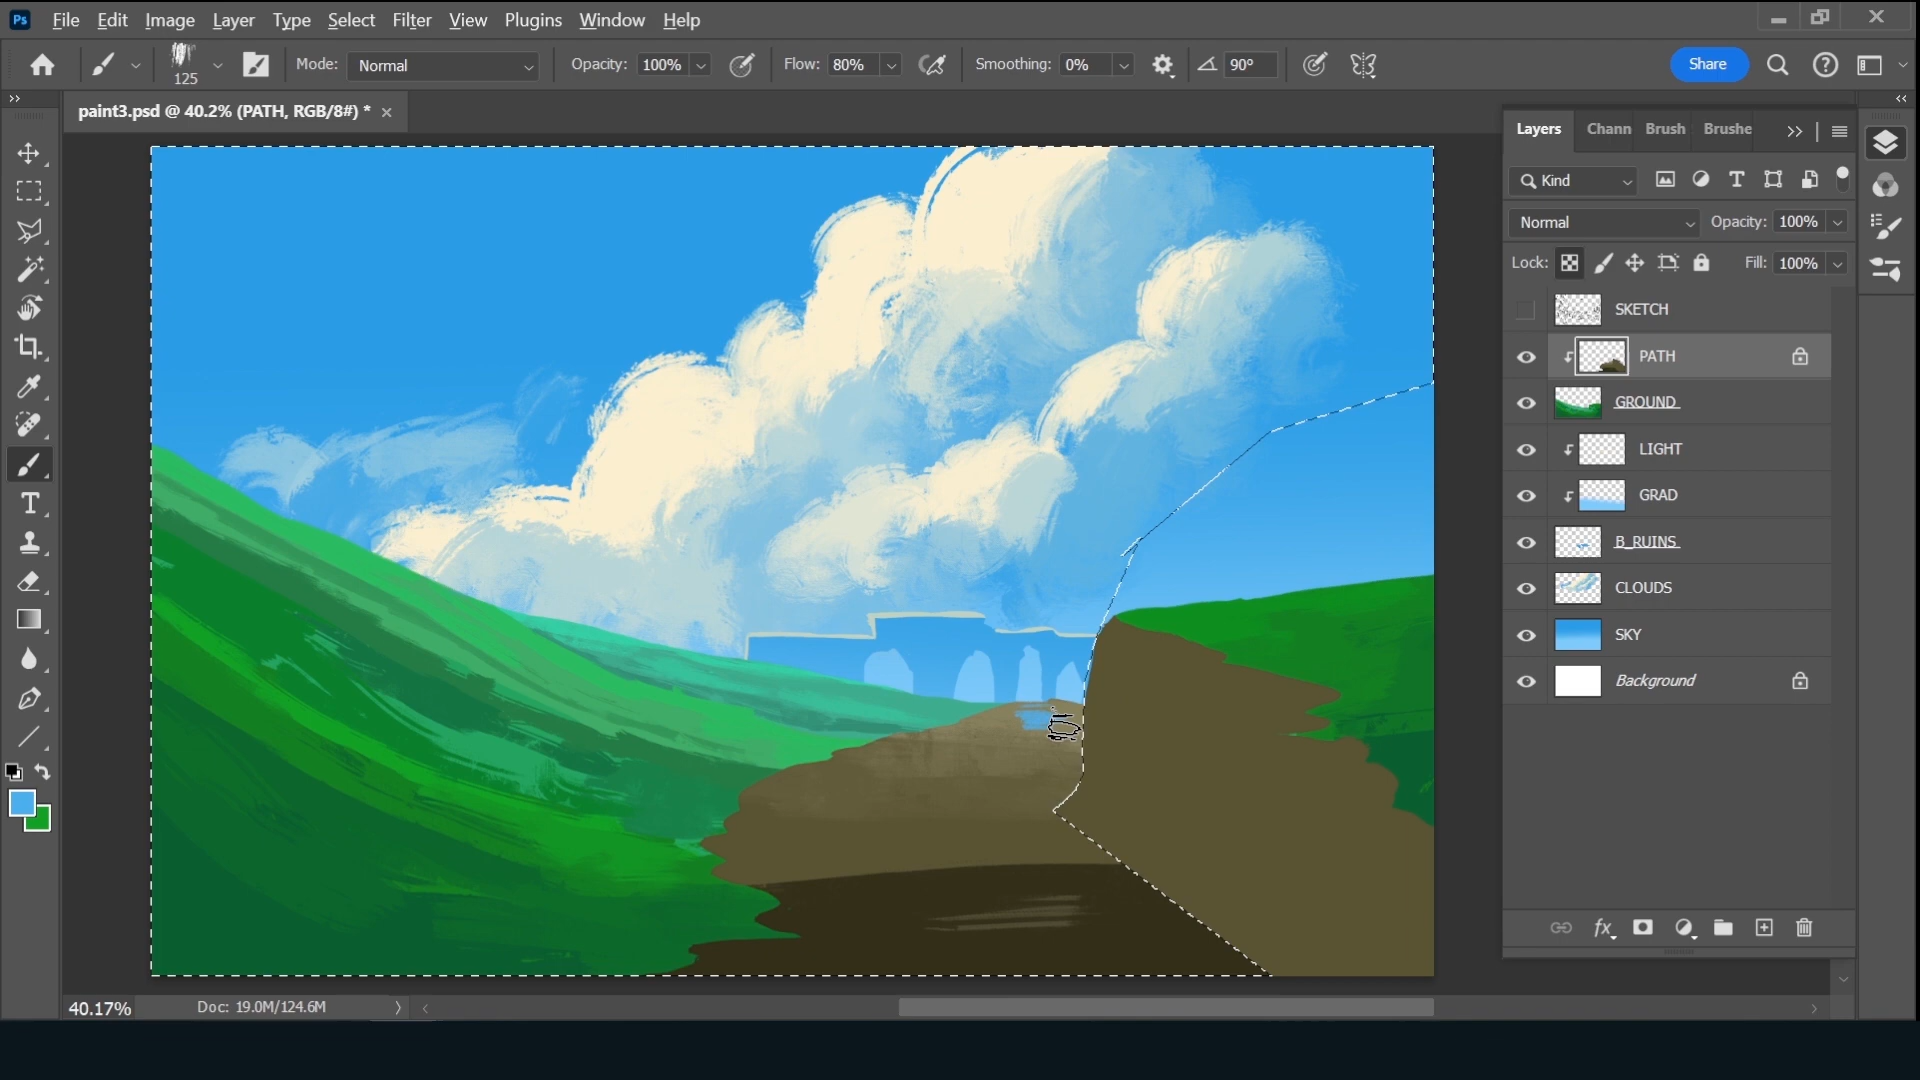 Ps File Edit Image Layer Type Select Filter View Plugins Window Help
125 Mode: Normal Opacity: 100% Flow: 80% Smoothing: 0% 90° Share
paint3.psd @ 40.2% (PATH, RGB/8#) *
Layers Chann Brush Brushe
Kind
Normal Opacity: 100%
Lock: Fill: 100%
SKETCH
PATH
GROUND
LIGHT
GRAD
B_RUINS
CLOUDS
SKY
Background
fx
40.17% Doc: 19.0M/124.6M